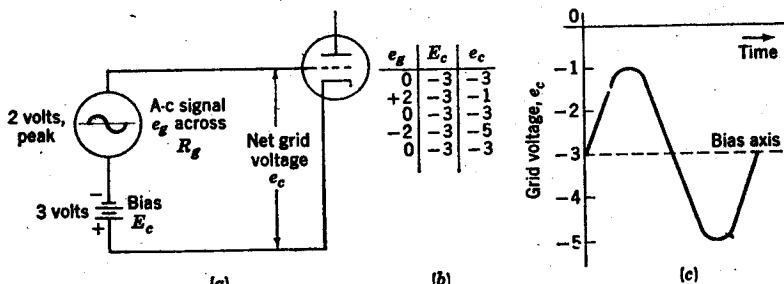 2 volts,
peak
A-c signal
e_g across
R_g
Net grid
voltage
e_c
3 volts
Bias
E_c
−
+
(a)
e_g E_c e_c
0 -3 -3
+2 -3 -1
0 -3 -3
-2 -3 -5
0 -3 -3
(b)
Grid voltage, e_c
0
-1
-3
-4
-5
Time
Bias axis
(c)